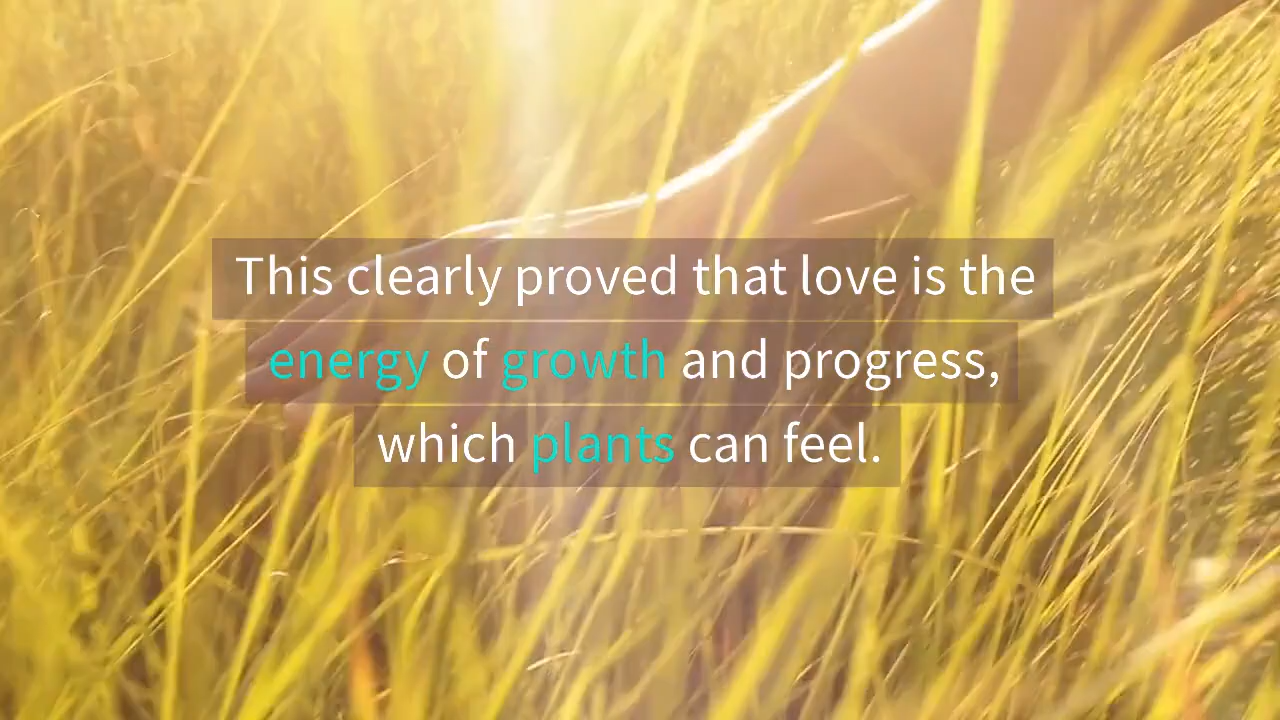 This clearly proved that love is the
energy of growth and progress,
which plants can feel.